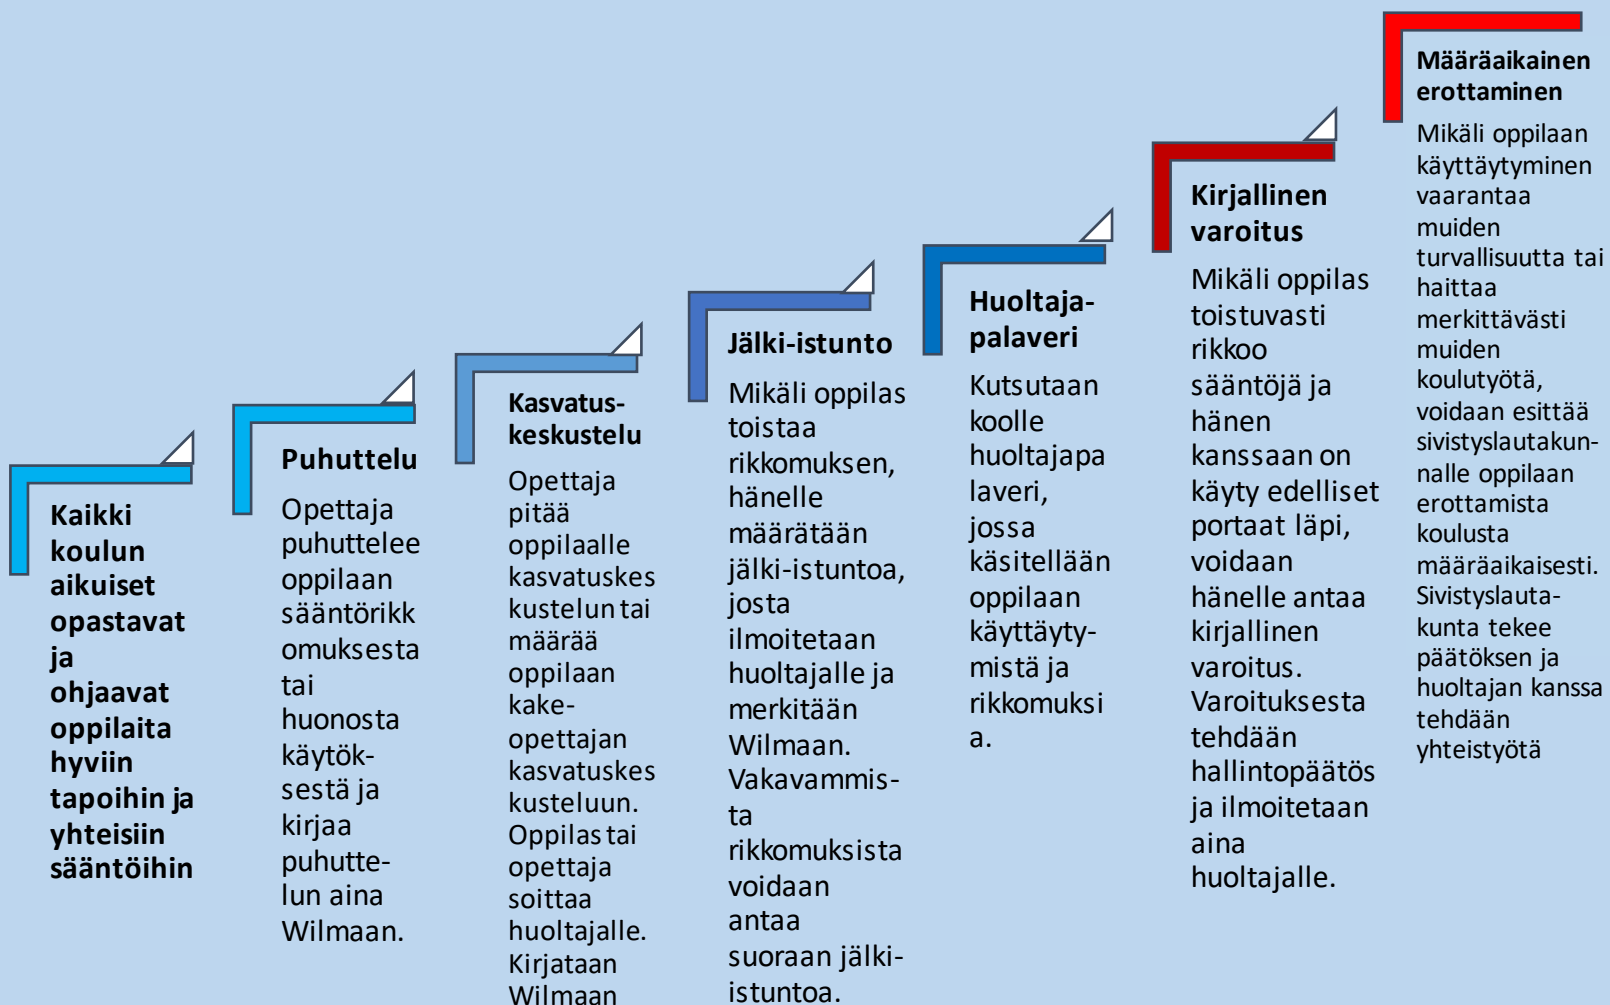 Kaikki
koulun
aikuiset
opastavat
ja
ohjaavat
oppilaita
hyviin
tapoihin ja
yhteisiin
sääntöihin
Puhuttelu
Opettaja
puhuttelee
oppilaan
sääntörikk
omuksesta
tai
huonosta
käytök-
sestä ja
kirjaa
puhutte-
lun aina
Wilmaan.
Kasvatus-
keskustelu
Opettaja
pitää
oppilaalle
kasvatuskes
kustelun tai
määrää
oppilaan
kake-
opettajan
kasvatuskes
kusteluun.
Oppilas tai
opettaja
soittaa
huoltajalle.
Kirjataan
Wilmaan
Jälki-istunto
Mikäli oppilas
toistaa
rikkomuksen,
hänelle
määrätään
jälki-istuntoa,
josta
ilmoitetaan
huoltajalle ja
merkitään
Wilmaan.
Vakavammis-
ta
rikkomuksista
voidaan
antaa
suoraan jälki-
istuntoa.
Huoltaja-
palaveri
Kutsutaan
koolle
huoltajapa
laveri,
jossa
käsitellään
oppilaan
käyttäyty-
mistä ja
rikkomuksi
a.
Kirjallinen
varoitus
Mikäli oppilas
toistuvasti
rikkoo
sääntöjä ja
hänen
kanssaan on
käyty edelliset
portaat läpi,
voidaan
hänelle antaa
kirjallinen
varoitus.
Varoituksesta
tehdään
hallintopäätös
ja ilmoitetaan
aina
huoltajalle.
Määräaikainen
erottaminen
Mikäli oppilaan
käyttäytyminen
vaarantaa
muiden
turvallisuutta tai
haittaa
merkittävästi
muiden
koulutyötä,
voidaan esittää
sivistyslautakun-
nalle oppilaan
erottamista
koulusta
määräaikaisesti.
Sivistyslauta-
kunta tekee
päätöksen ja
huoltajan kanssa
tehdään
yhteistyötä